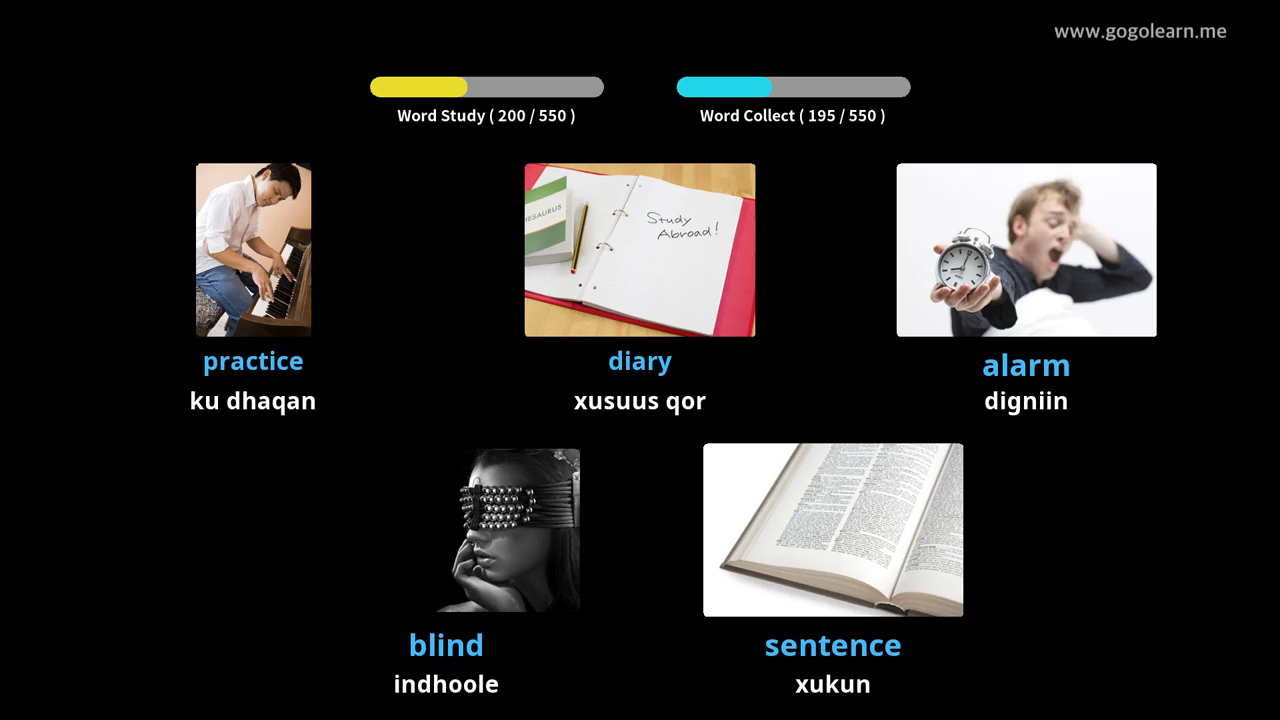 www.gogolearn.me
Word Study ( 200 / 550 )
Word Collect ( 195 / 550 )
HESAURUS
Study
Abroad!
practice
diary
alarm
ku dhaqan
xusuus qor
digniin
blind
sentence
indhoole
xukun